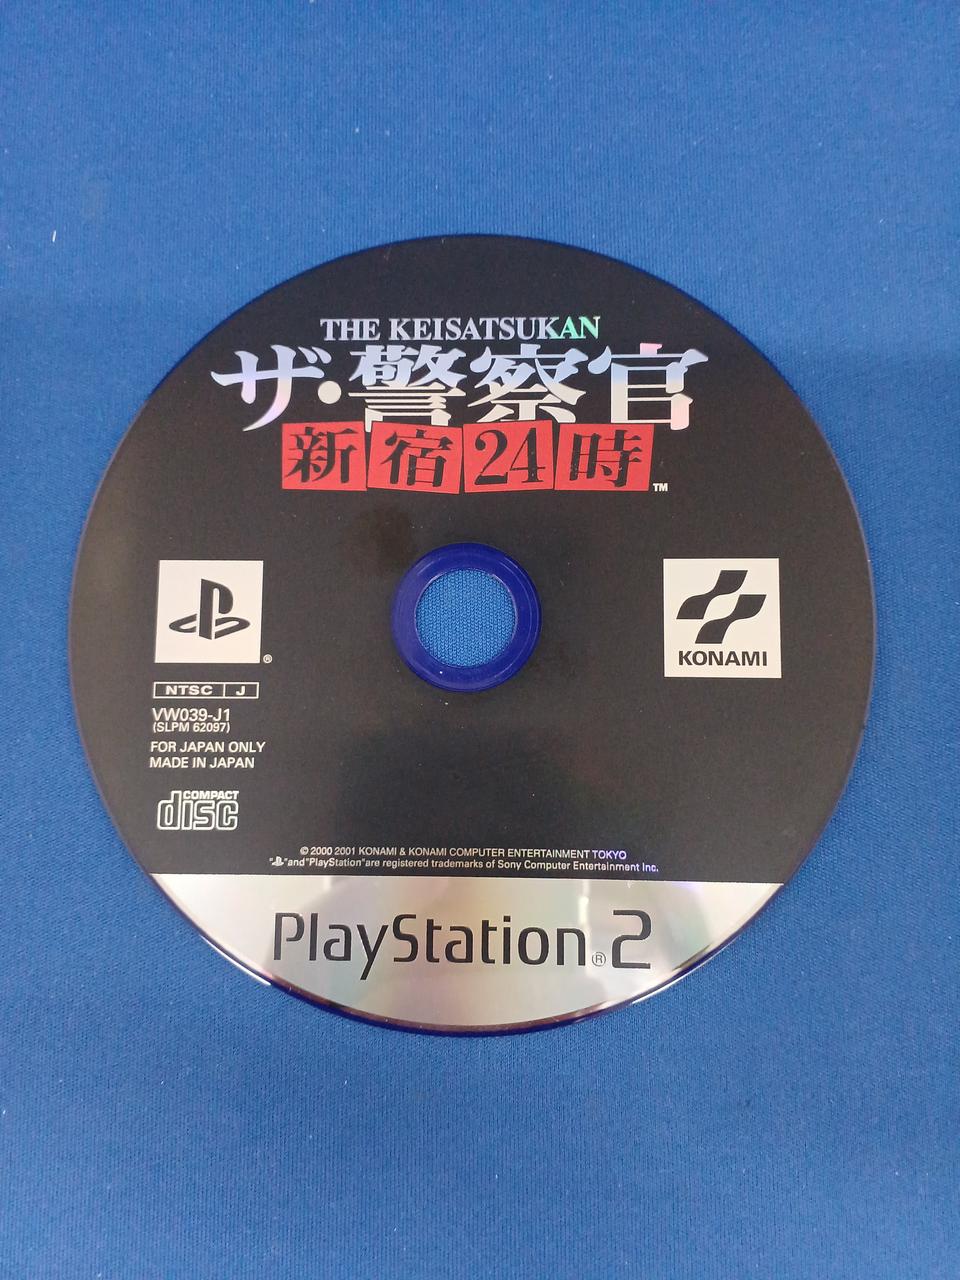 THE KEISATSUKAN
ザ・警察官
新宿24時 ™
®
KONAMI
NTSC J
VW039-J1
(SLPM 62097)
FOR JAPAN ONLY
MADE IN JAPAN
COMPACT
disc
© 2000 2001 KONAMI & KONAMI COMPUTER ENTERTAINMENT TOKYO
" " and "PlayStation" are registered trademarks of Sony Computer Entertainment Inc.
PlayStation®2